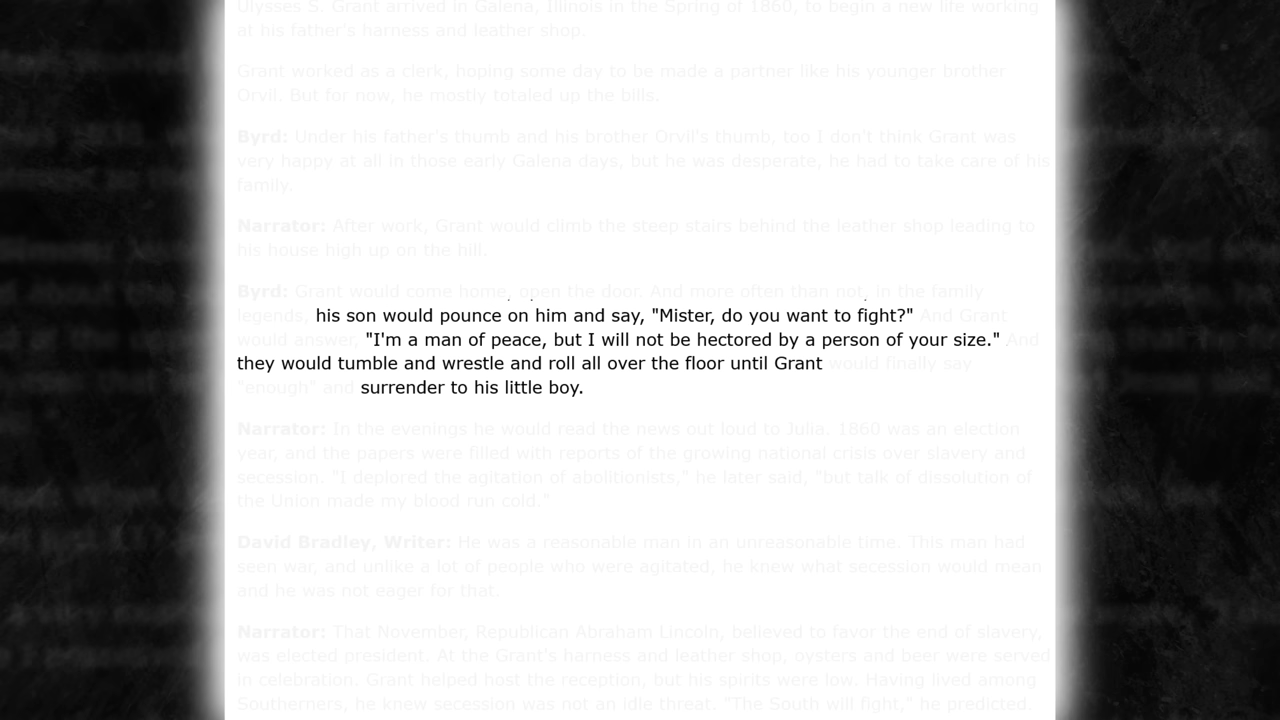 Ulysses S. Grant arrived in Galena, Illinois in the Spring of 1860, to begin a new life working
at his father's harness and leather shop.
Grant worked as a clerk, hoping some day to be made a partner like his younger brother
Orvil. But for now, he mostly totaled up the bills.
Byrd: Under his father's thumb and his brother Orvil's thumb, too I don't think Grant was
very happy at all in those early Galena days, but he was desperate, he had to take care of his
family.
Narrator: After work, Grant would climb the steep stairs behind the leather shop leading to
his house high up on the hill.
Byrd: Grant would come home, open the door. And more often than not, in the family
legends, his son would pounce on him and say, "Mister, do you want to fight?" And Grant
would answer, "I'm a man of peace, but I will not be hectored by a person of your size." And
they would tumble and wrestle and roll all over the floor until Grant would finally say
"enough" and surrender to his little boy.
Narrator: In the evenings he would read the news out loud to Julia. 1860 was an election
year, and the papers were filled with reports of the growing national crisis over slavery and
secession. "I deplored the agitation of abolitionists," he later said, "but talk of dissolution of
the Union made my blood run cold."
David Bradley, Writer: He was a reasonable man in an unreasonable time. This man had
seen war, and unlike a lot of people who were agitated, he knew what secession would mean
and he was not eager for that.
Narrator: That November, Republican Abraham Lincoln, believed to favor the end of slavery,
was elected president. At the Grant's harness and leather shop, oysters and beer were served
in celebration. Grant helped host the reception, but his spirits were low. Having lived among
Southerners, he knew secession was not an idle threat. "The South will fight," he predicted.